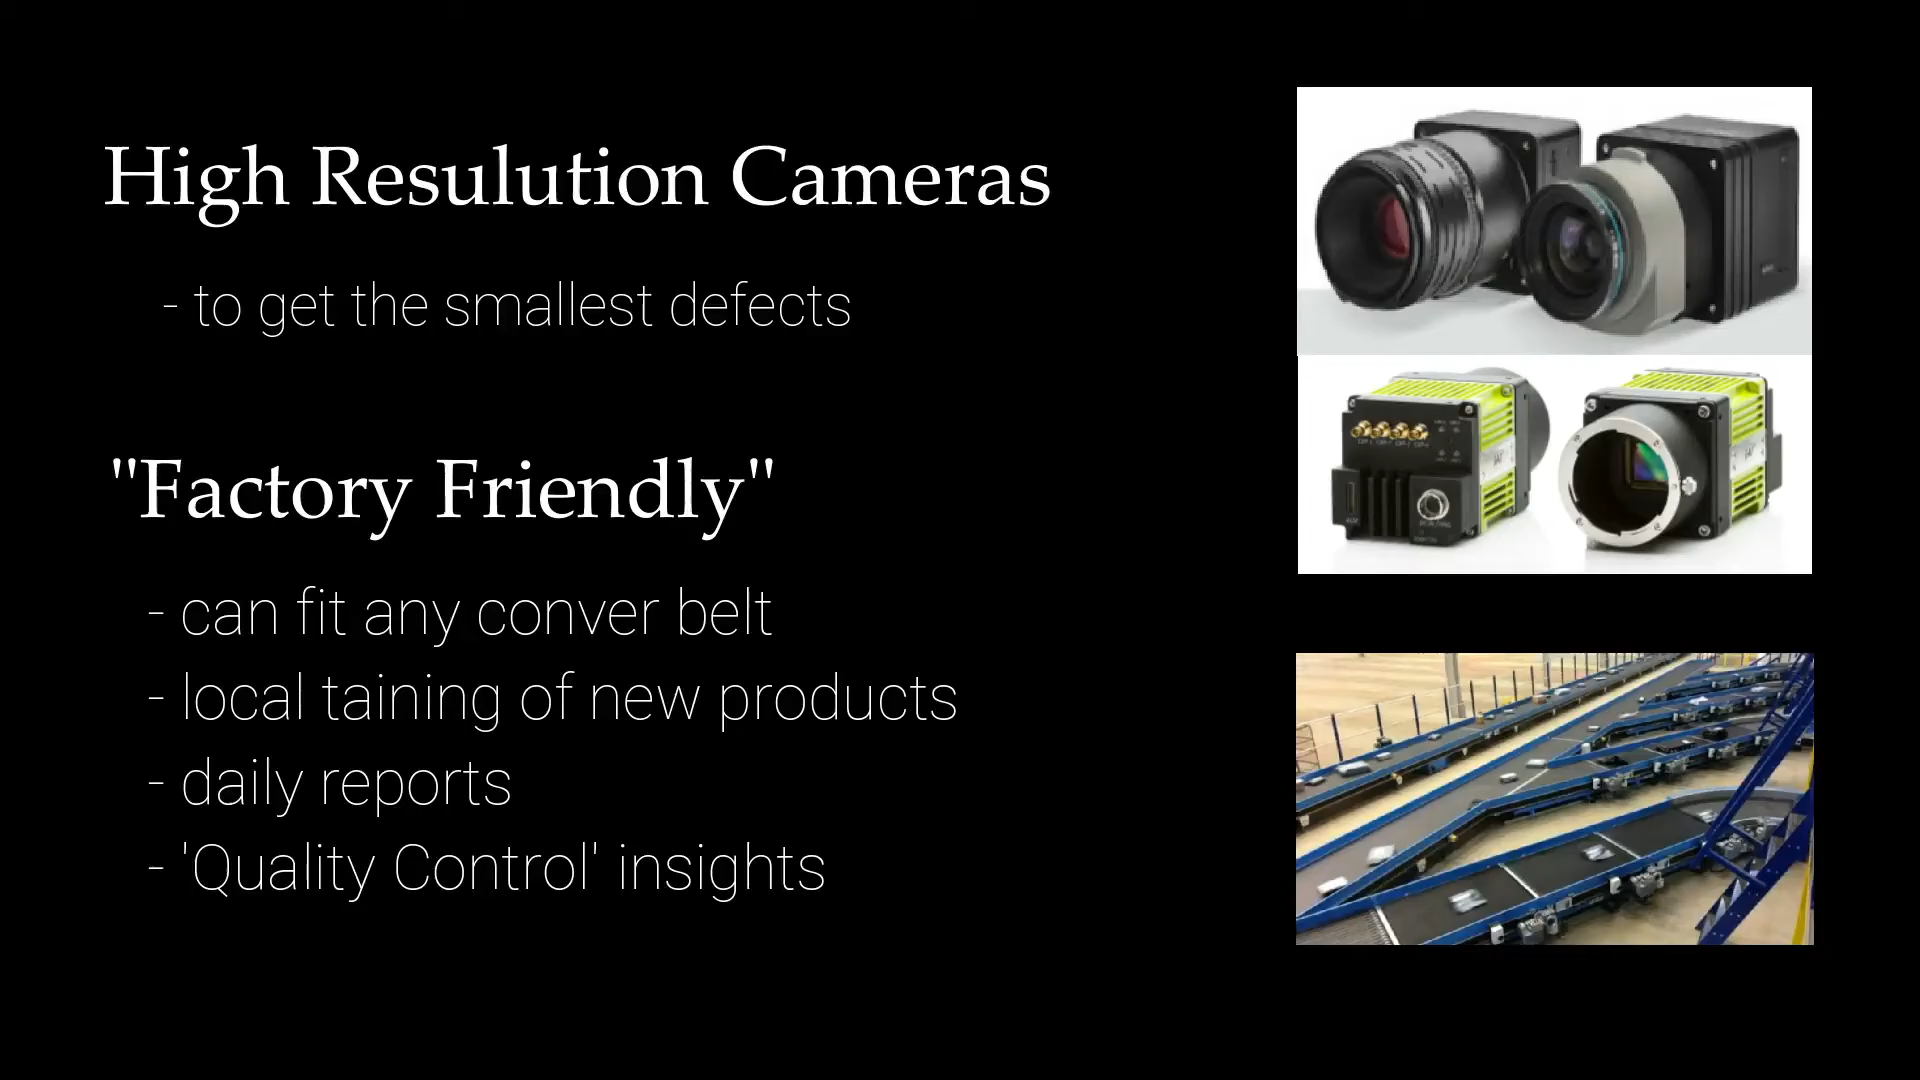 High Resulution Cameras
- to get the smallest defects
"Factory Friendly"
- can fit any conver belt
- local taining of new products
- daily reports
- 'Quality Control' insights